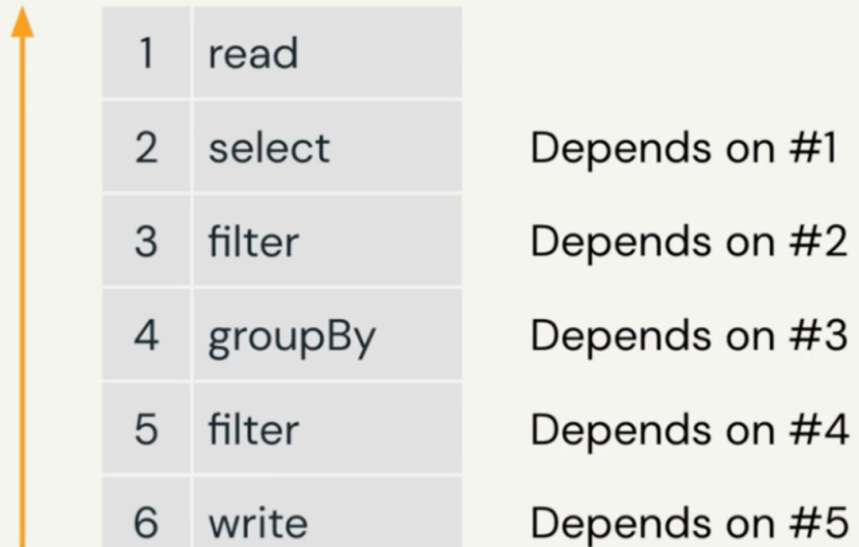 1 read
2 select Depends on #1
3 filter Depends on #2
4 groupBy Depends on #3
5 filter Depends on #4
6 write Depends on #5